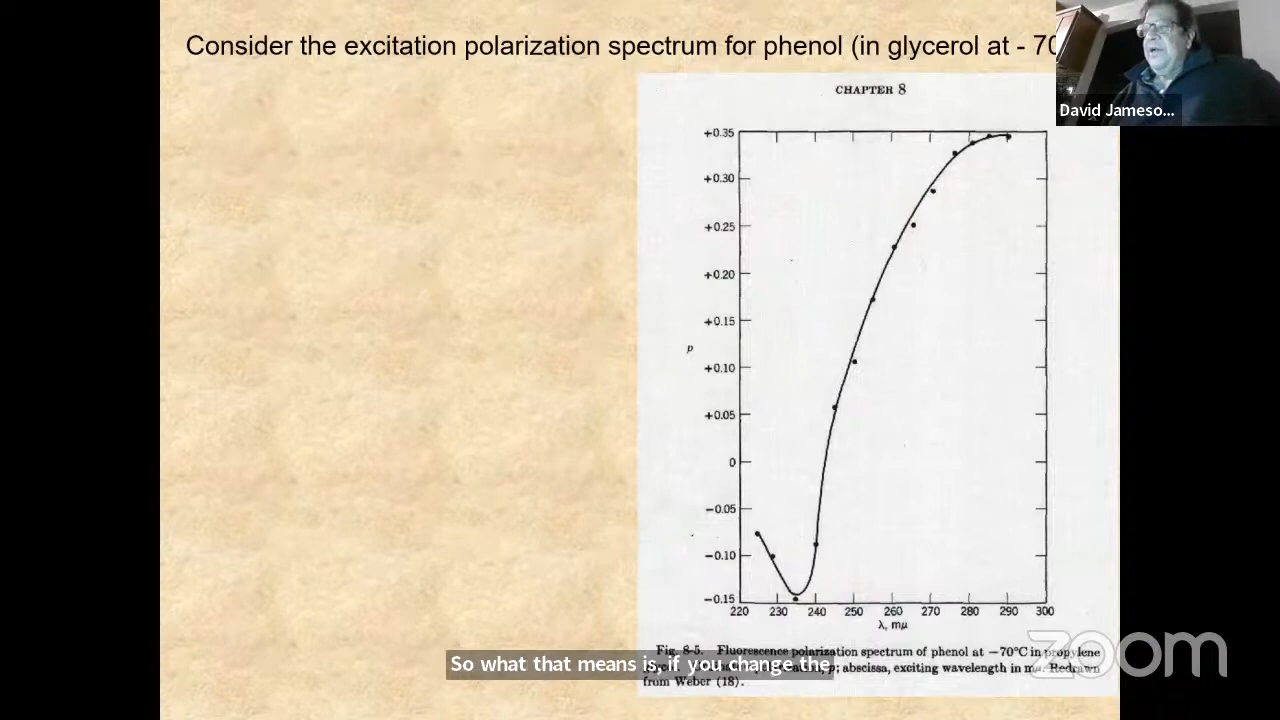 Consider the excitation polarization spectrum for phenol (in glycerol at - 70
David Jameso...
CHAPTER 8
+0.35
+0.30
+0.25
+0.20
+0.15
p
+0.10
+0.05
0
−0.05
−0.10
−0.15
220 230 240 250 260 270 280 290 300
λ, mμ
Fig. 8-5. Fluorescence polarization spectrum of phenol at −70°C in propylene
p; abscissa, exciting wavelength in mμ. Redrawn
from Weber (18).
So what that means is, if you change the
zoom